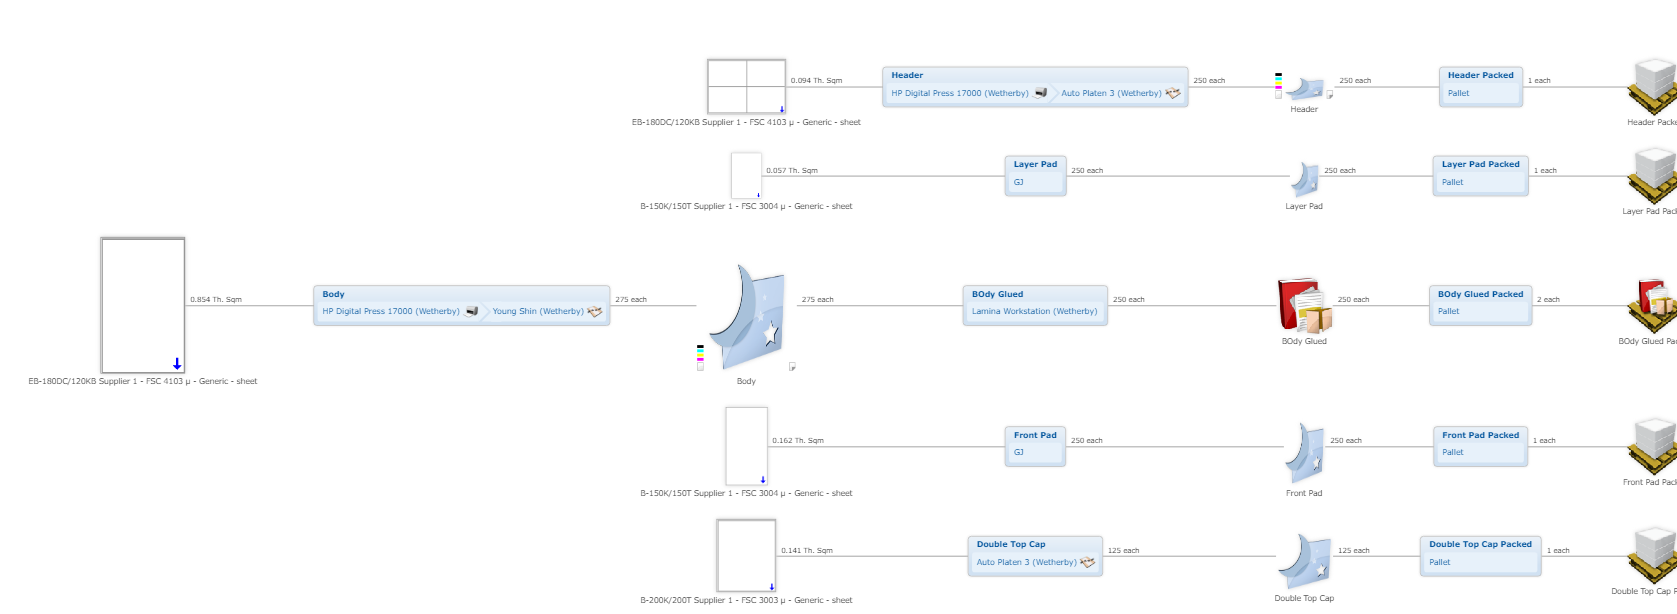 0.094 Th. Sqm
Header
HP Digital Press 17000 (Wetherby)
Auto Platen 3 (Wetherby)
250 each
250 each
Header Packed
Pallet
1 each
Header
EB-180DC/120KB Supplier 1 - FSC 4103 µ - Generic - sheet
Header Packe
0.057 Th. Sqm
Layer Pad
GJ
250 each
250 each
Layer Pad Packed
Pallet
1 each
B-150K/150T Supplier 1 - FSC 3004 µ - Generic - sheet
Layer Pad
Layer Pad Pack
0.854 Th. Sqm
Body
HP Digital Press 17000 (Wetherby)
Young Shin (Wetherby)
275 each
275 each
BOdy Glued
Lamina Workstation (Wetherby)
250 each
250 each
BOdy Glued Packed
Pallet
2 each
BOdy Glued
BOdy Glued Pac
EB-180DC/120KB Supplier 1 - FSC 4103 µ - Generic - sheet
Body
0.162 Th. Sqm
Front Pad
GJ
250 each
250 each
Front Pad Packed
Pallet
1 each
B-150K/150T Supplier 1 - FSC 3004 µ - Generic - sheet
Front Pad
Front Pad Pack
0.141 Th. Sqm
Double Top Cap
Auto Platen 3 (Wetherby)
125 each
125 each
Double Top Cap Packed
Pallet
1 each
B-200K/200T Supplier 1 - FSC 3003 µ - Generic - sheet
Double Top Cap
Double Top Cap P